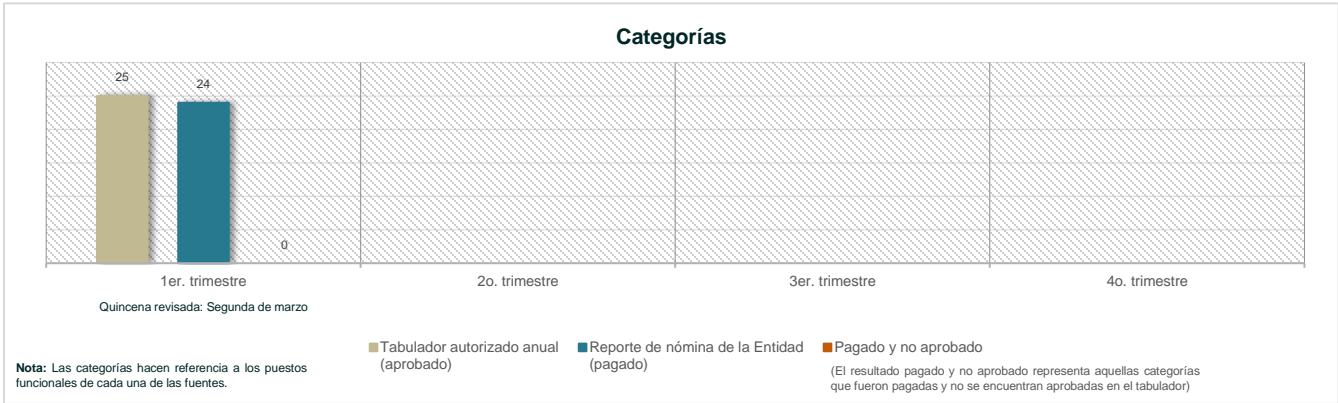 Categorías
25
24
0
1er. trimestre
2o. trimestre
3er. trimestre
4o. trimestre
Quincena revisada: Segunda de marzo
Tabulador autorizado anual
(aprobado)
Reporte de nómina de la Entidad
(pagado)
Pagado y no aprobado
(El resultado pagado y no aprobado representa aquellas categorías
que fueron pagadas y no se encuentran aprobadas en el tabulador)
Nota: Las categorías hacen referencia a los puestos
funcionales de cada una de las fuentes.